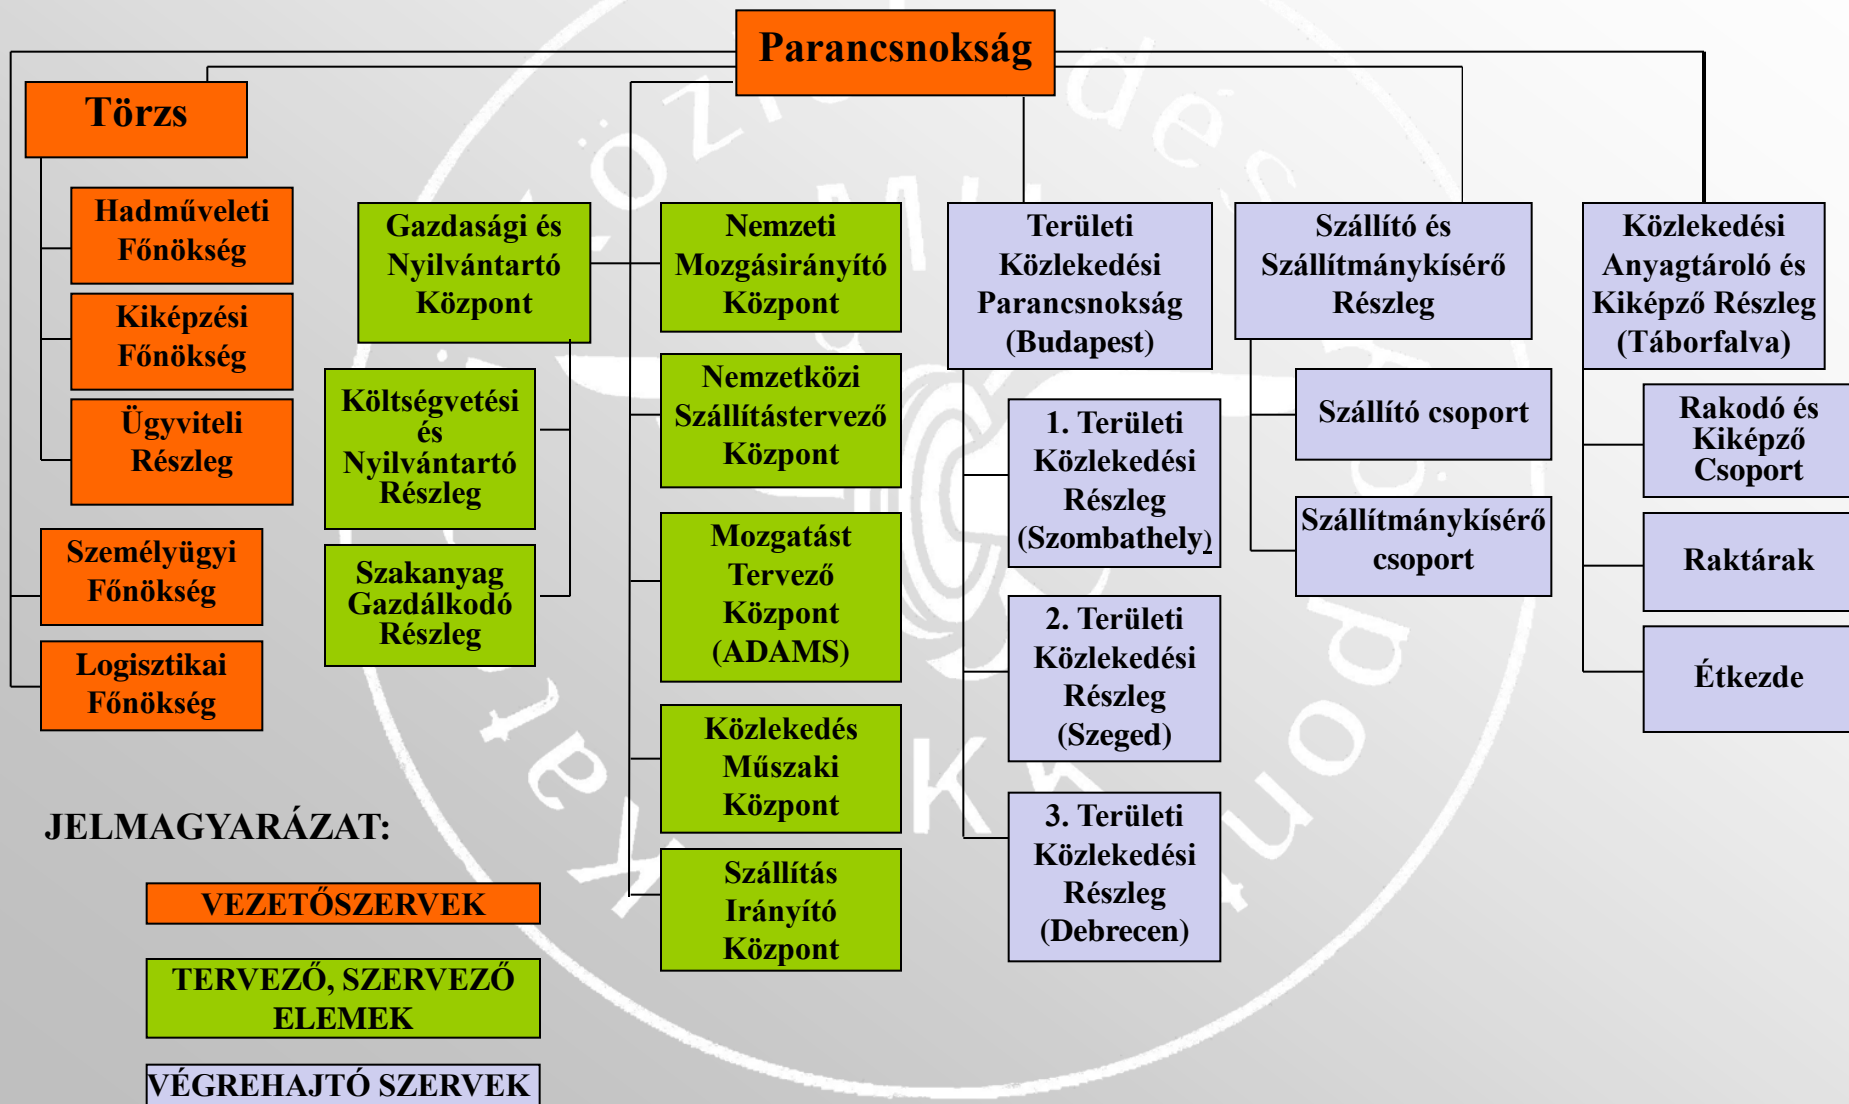 Parancsnokság
Törzs
Hadműveleti
Főnökség
Kiképzési
Főnökség
Ügyviteli
Részleg
Személyügyi
Főnökség
Logisztikai
Főnökség
Gazdasági és
Nyilvántartó
Központ
Költségvetési
és
Nyilvántartó
Részleg
Szakanyag
Gazdálkodó
Részleg
Nemzeti
Mozgásirányító
Központ
Nemzetközi
Szállítástervező
Központ
Mozgatást
Tervező
Központ
(ADAMS)
Közlekedés
Műszaki
Központ
Szállítás
Irányító
Központ
Területi
Közlekedési
Parancsnokság
(Budapest)
1. Területi
Közlekedési
Részleg
(Szombathely)
2. Területi
Közlekedési
Részleg
(Szeged)
3. Területi
Közlekedési
Részleg
(Debrecen)
Szállító és
Szállítmánykísérő
Részleg
Szállító csoport
Szállítmánykísérő
csoport
Közlekedési
Anyagtároló és
Kiképző Részleg
(Táborfalva)
Rakodó és
Kiképző
Csoport
Raktárak
Étkezde
JELMAGYARÁZAT:
VEZETŐSZERVEK
TERVEZŐ, SZERVEZŐ
ELEMEK
VÉGREHAJTÓ SZERVEK